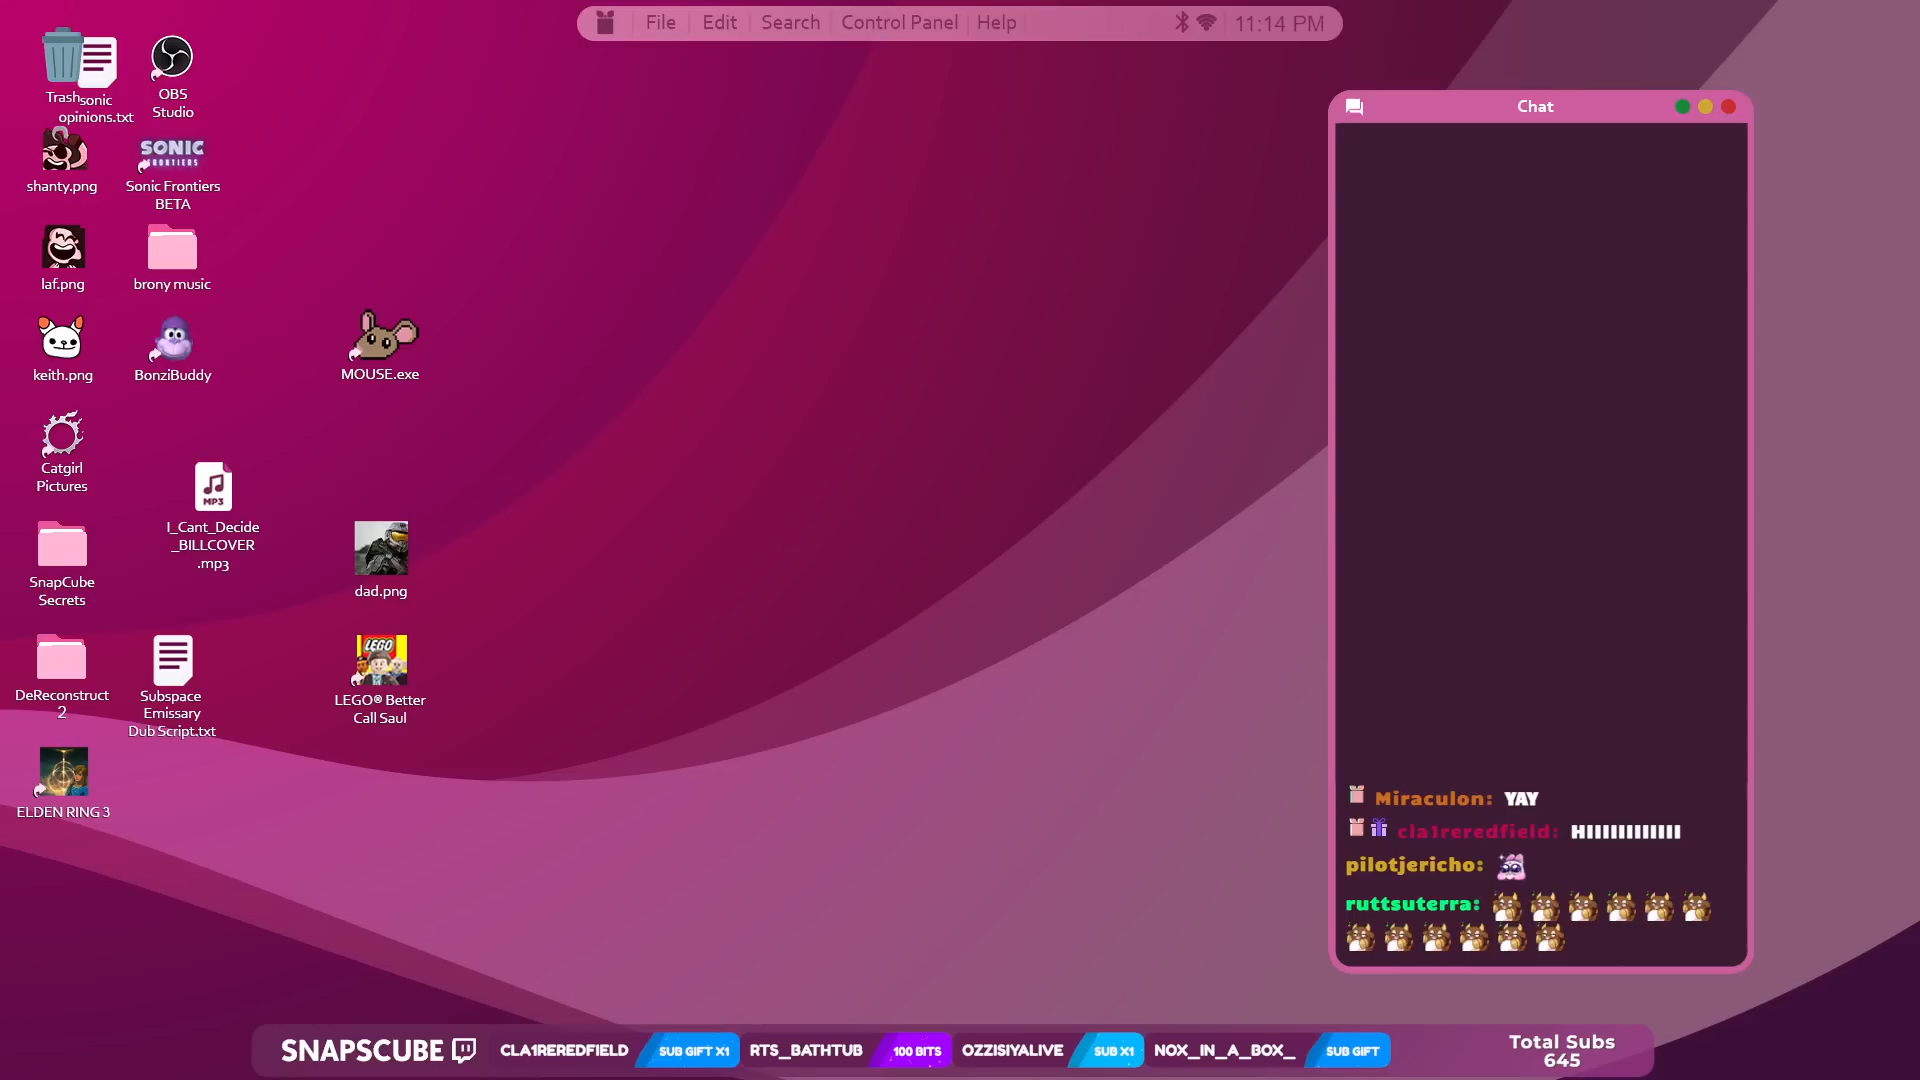 File Edit Search Control Panel Help 11:14 PM
Trash
sonic
opinions.txt
OBS
Studio
shanty.png
SONIC
FRONTIERS
Sonic Frontiers
BETA
laf.png
brony music
keith.png
BonziBuddy
MOUSE.exe
Catgirl
Pictures
MP3
I_Cant_Decide
_BILLCOVER
.mp3
SnapCube
Secrets
dad.png
DeReconstruct
2
Subspace
Emissary
Dub Script.txt
LEGO
LEGO® Better
Call Saul
ELDEN RING 3
Chat
Miraculon: YAY
cla1reredfield: HIIIIIIIIIIII
pilotjericho:
ruttsuterra:
SNAPSCUBE CLA1REREDFIELD SUB GIFT X1 RTS_BATHTUB 100 BITS OZZISIYALIVE SUB X1 NOX_IN_A_BOX_ SUB GIFT
Total Subs
645